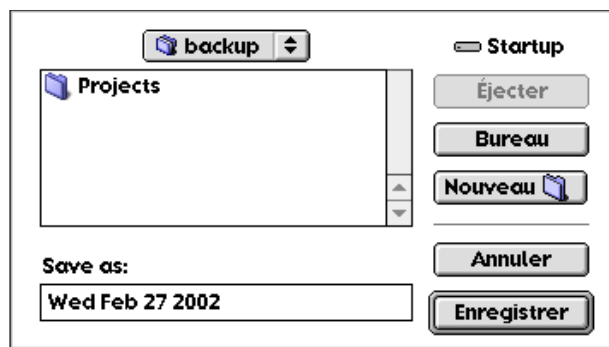 backup
Startup
Projects
Éjecter
Bureau
Nouveau
Save as:
Annuler
Wed Feb 27 2002
Enregistrer